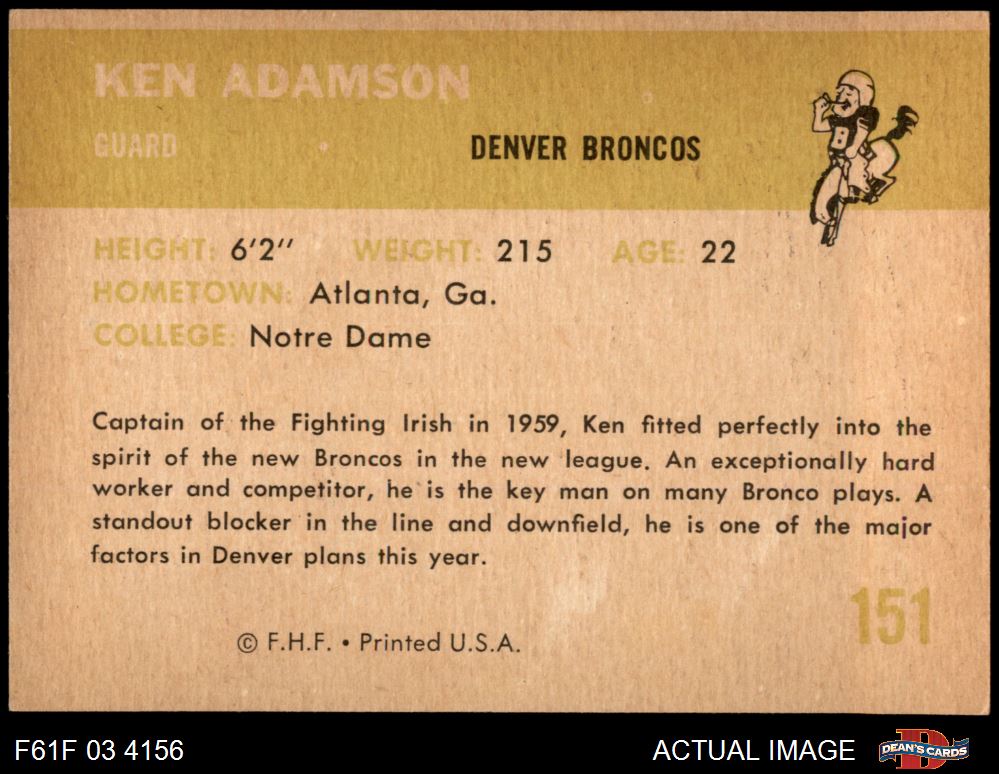 KEN ADAMSON
GUARD
DENVER BRONCOS
HEIGHT: 6'2" WEIGHT: 215 AGE: 22
HOMETOWN: Atlanta, Ga.
COLLEGE: Notre Dame
Captain of the Fighting Irish in 1959, Ken fitted perfectly into the
spirit of the new Broncos in the new league. An exceptionally hard
worker and competitor, he is the key man on many Bronco plays. A
standout blocker in the line and downfield, he is one of the major
factors in Denver plans this year.
151
© F.H.F. • Printed U.S.A.
F61F 03 4156
ACTUAL IMAGE
DEAN'S CARDS